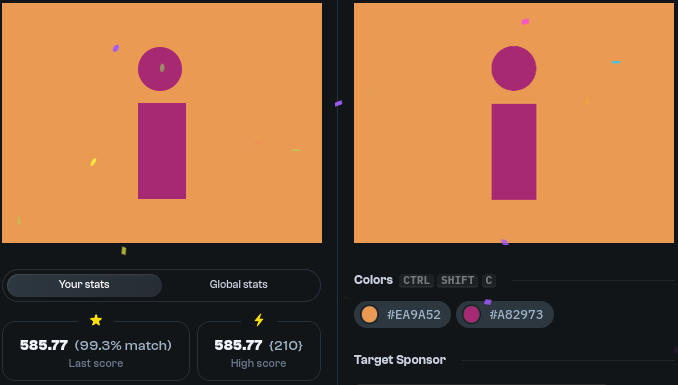 Your stats
Global stats
585.77 (99.3% match)
Last score
585.77 {210}
High score
Colors CTRL SHIFT C
#EA9A52
#A82973
Target Sponsor